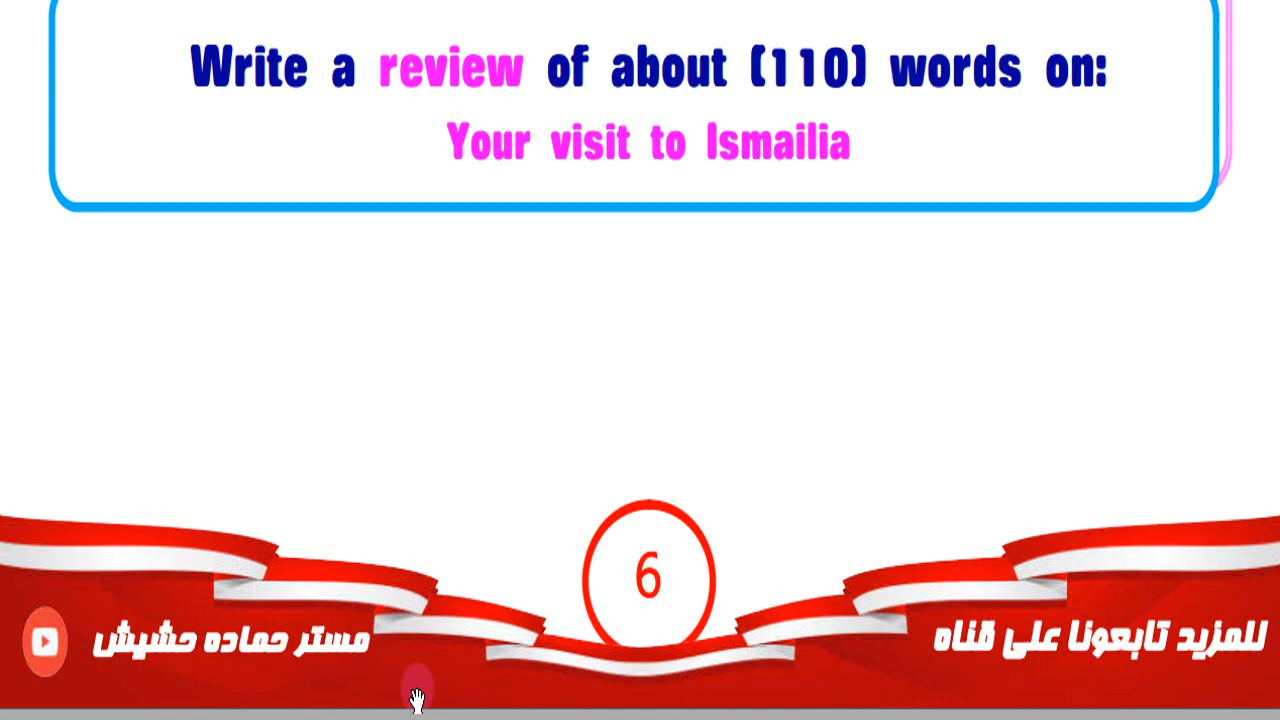 Write a review of about (110) words on:
Your visit to Ismailia
6
للمزيد تابعونا على قناه
مستر حماده حشيش